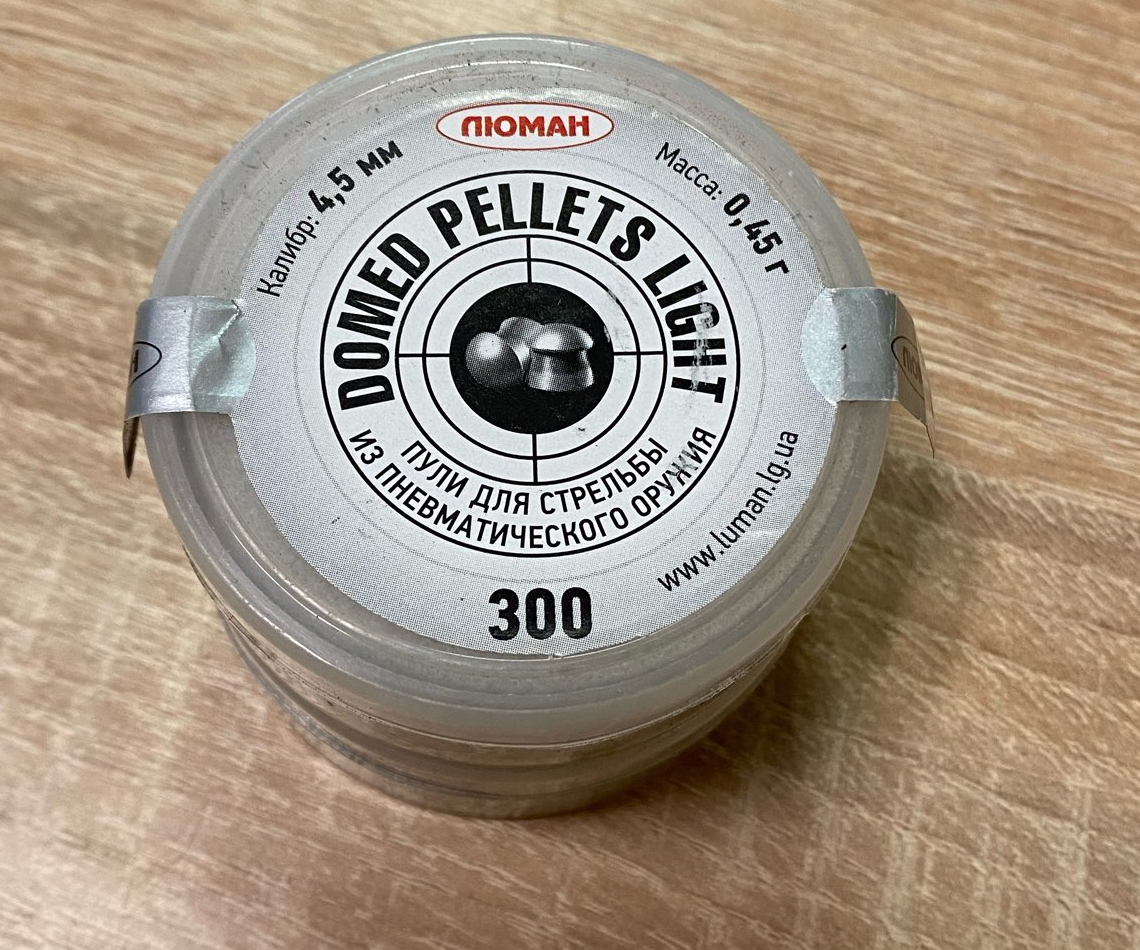 ЛЮМАН
Калибр: 4,5 мм
Масса: 0,45 г
DOMED PELLETS LIGHT
ПУЛИ ДЛЯ СТРЕЛЬБЫ
ИЗ ПНЕВМАТИЧЕСКОГО ОРУЖИЯ
www.luman.lg.ua
300